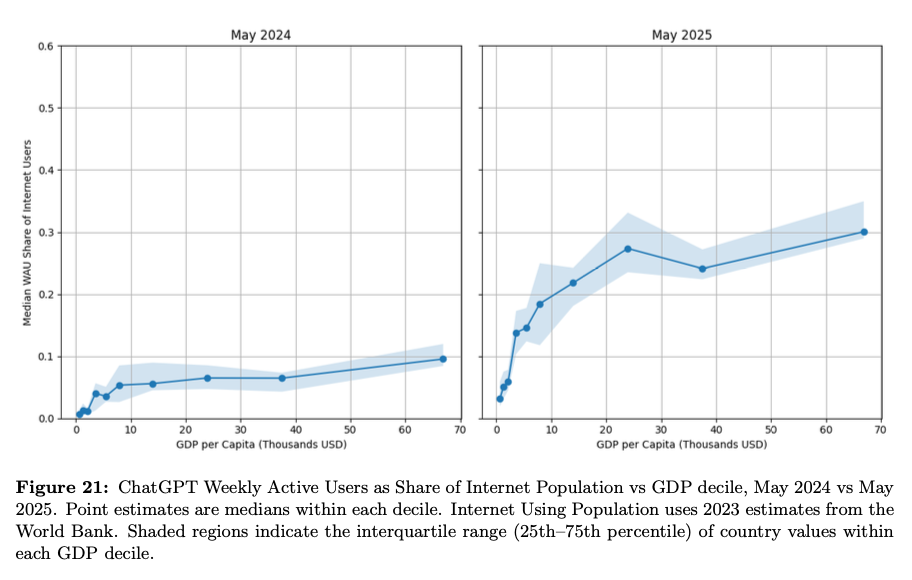 May 2024
May 2025
Median WAU Share of Internet Users
0.6
0.5
0.4
0.3
0.2
0.1
0.0
0 10 20 30 40 50 60 70
0 10 20 30 40 50 60 70
GDP per Capita (Thousands USD)
GDP per Capita (Thousands USD)
Figure 21: ChatGPT Weekly Active Users as Share of Internet Population vs GDP decile, May 2024 vs May
2025. Point estimates are medians within each decile. Internet Using Population uses 2023 estimates from the
World Bank. Shaded regions indicate the interquartile range (25th–75th percentile) of country values within
each GDP decile.